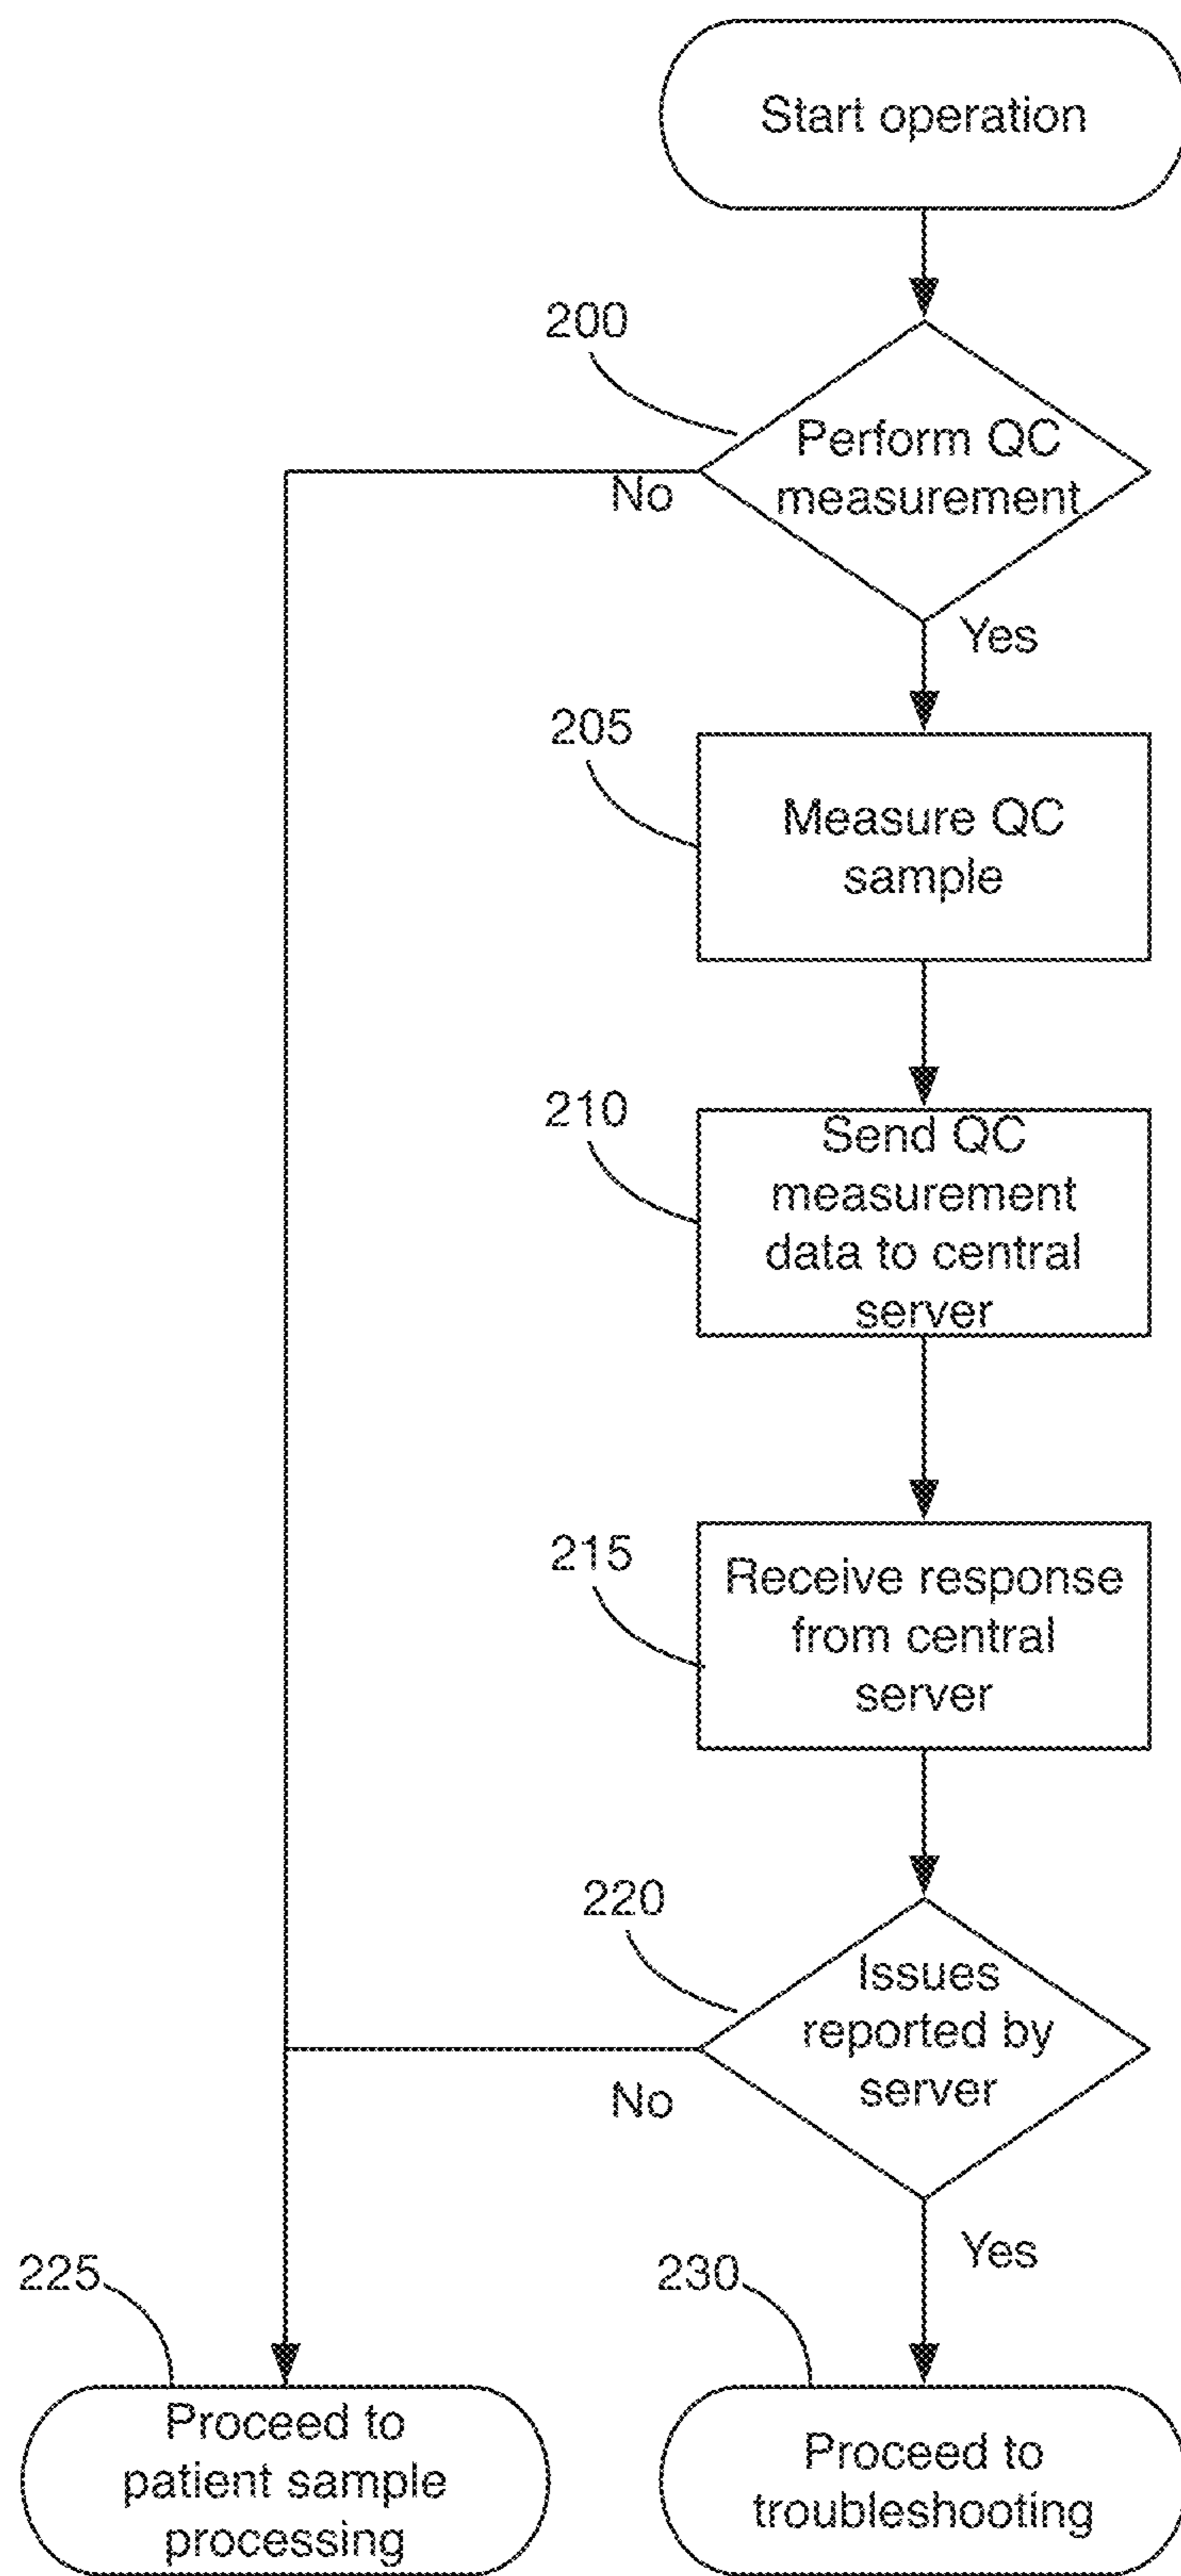 Start operation
200
Perform QC
measurement
No
Yes
205
Measure QC
sample
210
Send QC
measurement
data to central
server
215
Receive response
from central
server
220
Issues
reported by
server
No
Yes
225
230
Proceed to
patient sample
processing
Proceed to
troubleshooting